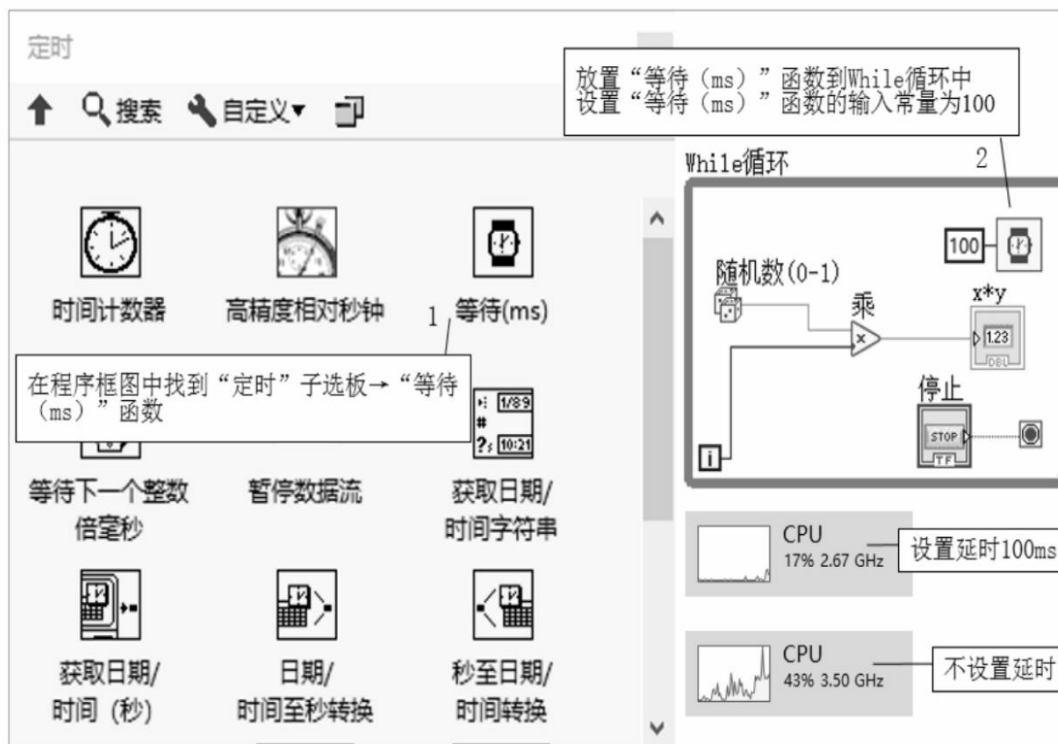 定时
搜索 自定义▼
时间计数器
高精度相对秒钟
等待(ms)
1
在程序框图中找到“定时”子选板→“等待
（ms）”函数
等待下一个整数
倍毫秒
暂停数据流
1/89
#
?: 10:21
获取日期/
时间字符串
获取日期/
时间（秒）
日期/
时间至秒转换
秒至日期/
时间转换
放置“等待（ms）”函数到While循环中
设置“等待（ms）”函数的输入常量为100
2
While循环
100
随机数(0-1)
乘
x
x*y
1.23
DBL
停止
STOP
TF
i
CPU
17% 2.67 GHz
设置延时100ms
CPU
43% 3.50 GHz
不设置延时